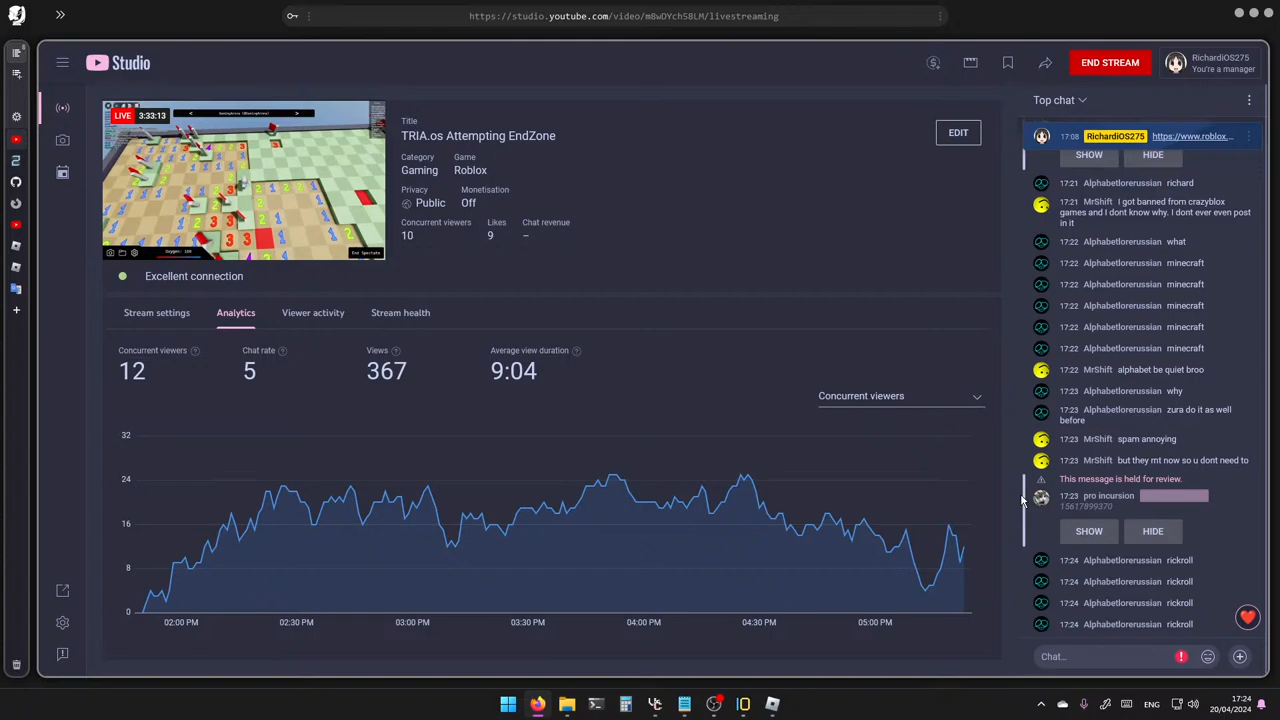 https://studio.youtube.com/video/m8wDYch58LM/livestreaming
Studio
END STREAM
RichardiOS275
You're a manager
LIVE 3:33:13
End Spectate
Title
TRIA.os Attempting EndZone
EDIT
Category
Gaming
Game
Roblox
Privacy
Public
Monetisation
Off
Concurrent viewers
10
Likes
9
Chat revenue
–
Excellent connection
Stream settings
Analytics
Viewer activity
Stream health
Concurrent viewers
12
Chat rate
5
Views
367
Average view duration
9:04
Concurrent viewers
32
24
16
8
0
02:00 PM
02:30 PM
03:00 PM
03:30 PM
04:00 PM
04:30 PM
05:00 PM
Top chat
17:08 RichardiOS275 https://www.roblox,...
SHOW HIDE
17:21 Alphabetlorerussian richard
17:21 MrShift I got banned from crazyblox
games and I dont know why. I dont ever even post
in it
17:22 Alphabetlorerussian what
17:22 Alphabetlorerussian minecraft
17:22 Alphabetlorerussian minecraft
17:22 Alphabetlorerussian minecraft
17:22 Alphabetlorerussian minecraft
17:22 Alphabetlorerussian minecraft
17:22 MrShift alphabet be quiet broo
17:23 Alphabetlorerussian why
17:23 Alphabetlorerussian zura do it as well
before
17:23 MrShift spam annoying
17:23 MrShift but they mt now so u dont need to
This message is held for review.
17:23 pro incursion
15617899370
SHOW HIDE
17:24 Alphabetlorerussian rickroll
17:24 Alphabetlorerussian rickroll
17:24 Alphabetlorerussian rickroll
17:24 Alphabetlorerussian rickroll
Chat...
ENG
17:24
20/04/2024